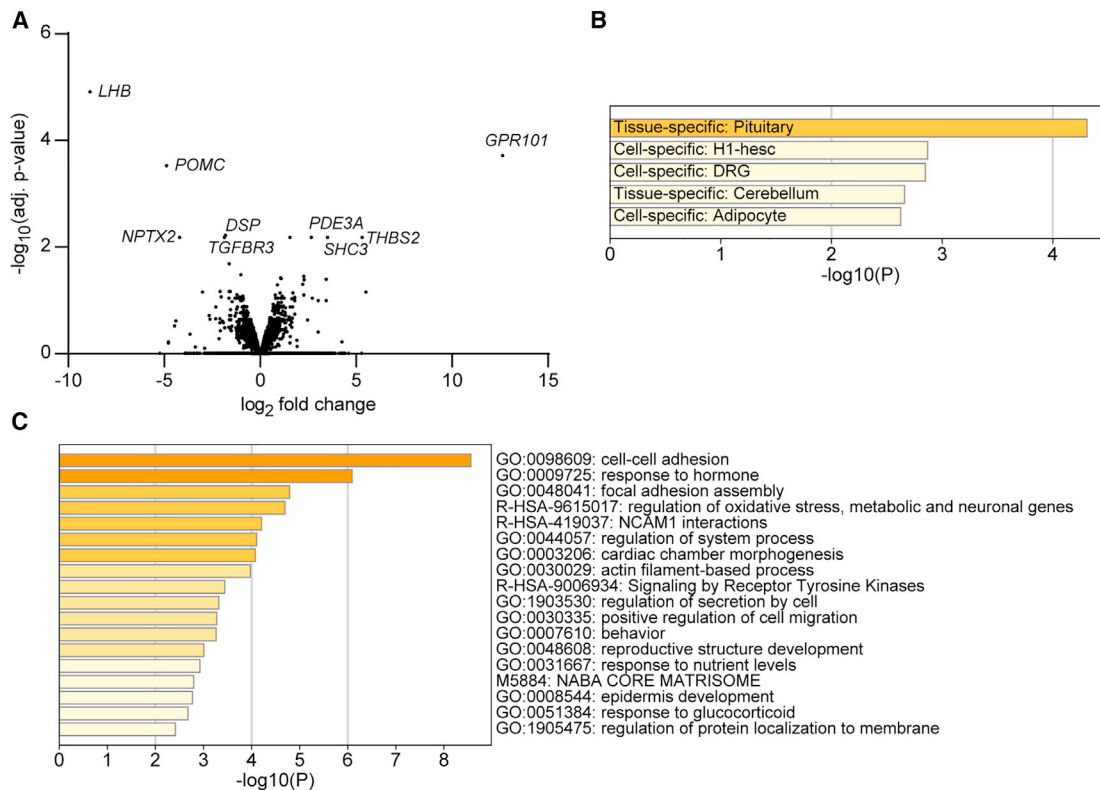 A
6
4
2
0
-log10(adj. p-value)
LHB
POMC
NPTX2
DSP
TGFBR3
GPR101
PDE3A
SHC3
THBS2
-10 -5 0 5 10 15
log2 fold change
B
Tissue-specific: Pituitary
Cell-specific: H1-hesc
Cell-specific: DRG
Tissue-specific: Cerebellum
Cell-specific: Adipocyte
0 1 2 3 4
-log10(P)
C
GO:0098609: cell-cell adhesion
GO:0009725: response to hormone
GO:0048041: focal adhesion assembly
R-HSA-9615017: regulation of oxidative stress, metabolic and neuronal genes
R-HSA-419037: NCAM1 interactions
GO:0044057: regulation of system process
GO:0003206: cardiac chamber morphogenesis
GO:0030029: actin filament-based process
R-HSA-9006934: Signaling by Receptor Tyrosine Kinases
GO:1903530: regulation of secretion by cell
GO:0030335: positive regulation of cell migration
GO:0007610: behavior
GO:0048608: reproductive structure development
GO:0031667: response to nutrient levels
M5884: NABA CORE MATRISOME
GO:0008544: epidermis development
GO:0051384: response to glucocorticoid
GO:1905475: regulation of protein localization to membrane
0 1 2 3 4 5 6 7 8
-log10(P)